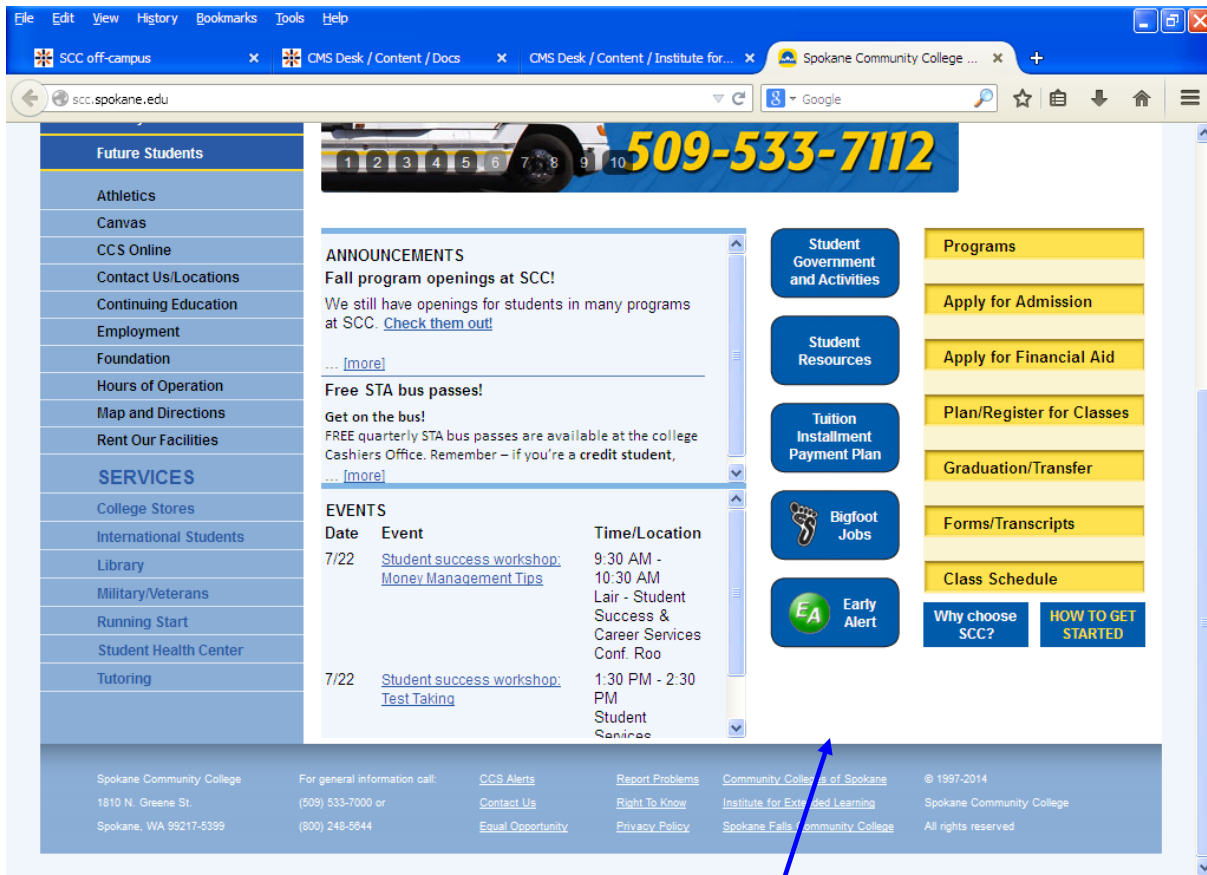 File Edit View History Bookmarks Tools Help
SCC off-campus
CMS Desk / Content / Docs
CMS Desk / Content / Institute for...
Spokane Community College ...
scc.spokane.edu
Google
Future Students
Athletics
Canvas
CCS Online
Contact Us/Locations
Continuing Education
Employment
Foundation
Hours of Operation
Map and Directions
Rent Our Facilities
SERVICES
College Stores
International Students
Library
Military/Veterans
Running Start
Student Health Center
Tutoring
1 2 3 4 5 6 7 8 9 10
509-533-7112
ANNOUNCEMENTS
Fall program openings at SCC!
We still have openings for students in many programs
at SCC. Check them out!
... [more]
Free STA bus passes!
Get on the bus!
FREE quarterly STA bus passes are available at the college
Cashiers Office. Remember – if you're a credit student,
... [more]
EVENTS
Date Event Time/Location
7/22 Student success workshop: 9:30 AM -
Money Management Tips 10:30 AM
Lair - Student
Success &
Career Services
Conf. Roo
7/22 Student success workshop: 1:30 PM - 2:30
Test Taking PM
Student
Services
Student
Government
and Activities
Student
Resources
Tuition
Installment
Payment Plan
Bigfoot
Jobs
EA
Early
Alert
Programs
Apply for Admission
Apply for Financial Aid
Plan/Register for Classes
Graduation/Transfer
Forms/Transcripts
Class Schedule
Why choose
SCC?
HOW TO GET
STARTED
Spokane Community College
1810 N. Greene St.
Spokane, WA 99217-5399
For general information call:
(509) 533-7000 or
(800) 248-5644
CCS Alerts
Contact Us
Equal Opportunity
Report Problems
Right To Know
Privacy Policy
Community Colleges of Spokane
Institute for Extended Learning
Spokane Falls Community College
© 1997-2014
Spokane Community College
All rights reserved